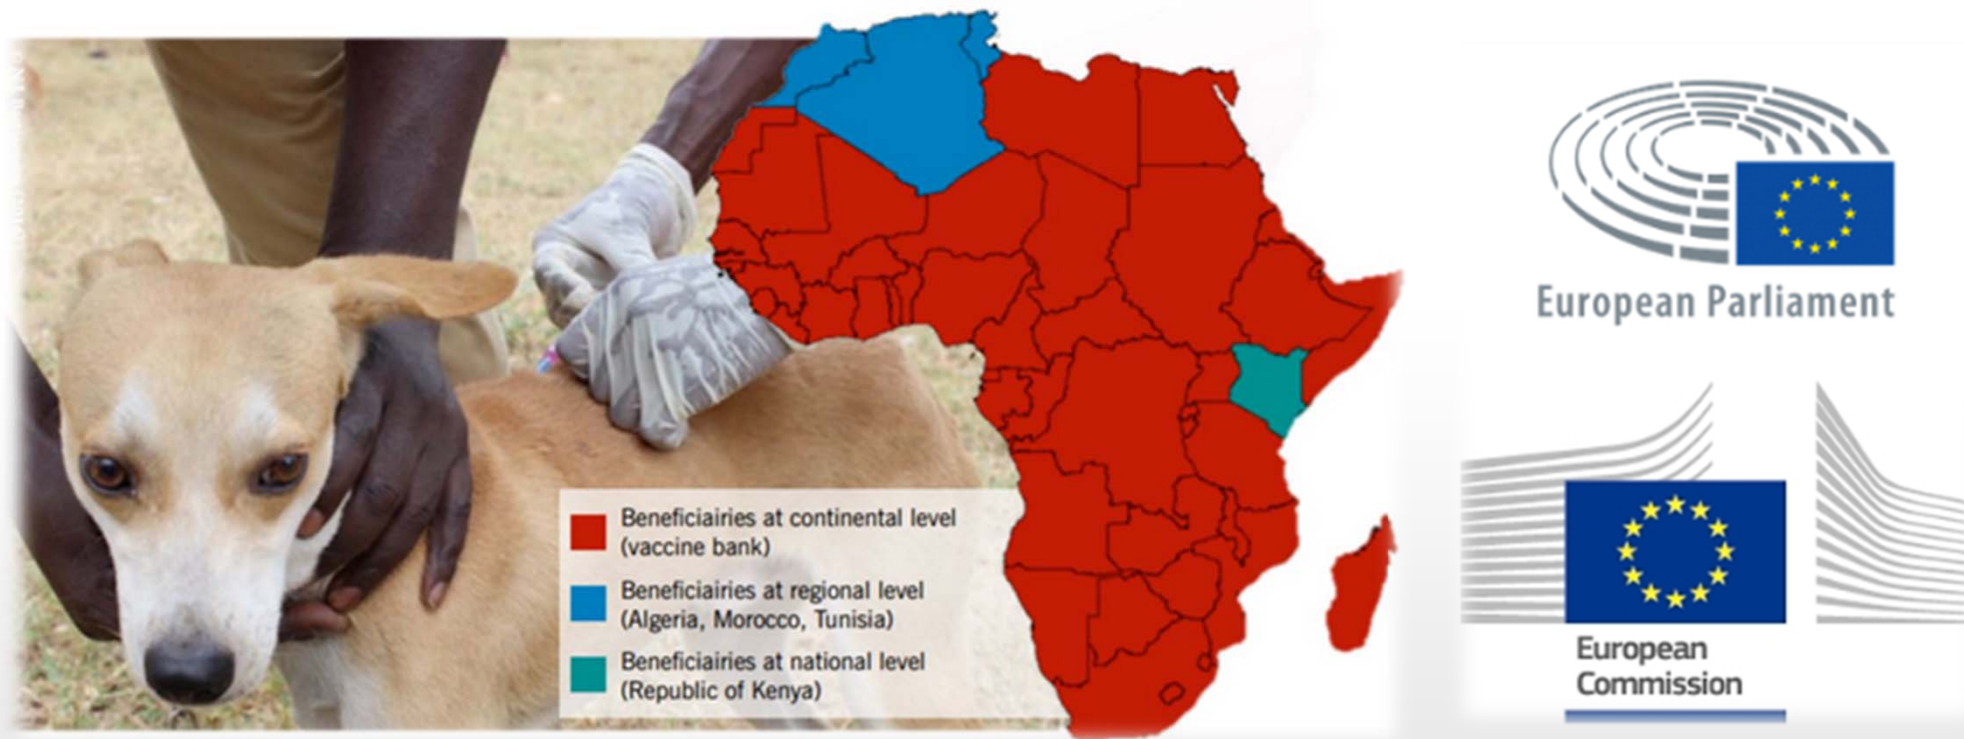 Beneficiairies at continental level
(vaccine bank)
Beneficiairies at regional level
(Algeria, Morocco, Tunisia)
Beneficiairies at national level
(Republic of Kenya)
European Parliament
European
Commission